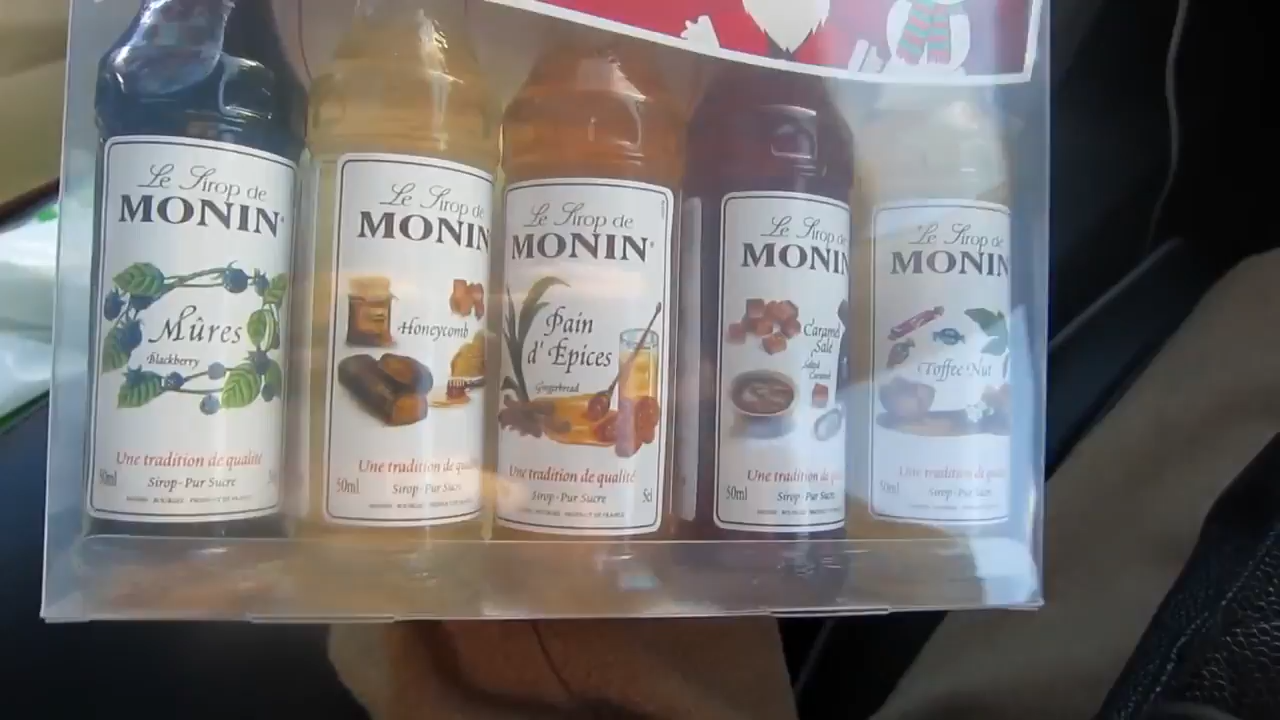 Le Sirop de
MONIN
Mûres
Blackberry
Une tradition de qualité
50ml
Sirop - Pur Sucre
Le Sirop de
MONIN
Honeycomb
Une tradition de
50ml
Sirop - Pur Sucre
Le Sirop de
MONIN
Pain
d'Épices
Gingerbread
Une tradition de qualité
Sirop - Pur Sucre
5cl
Le Sirop de
MONIN
Caramel
Salé
Salted
Caramel
Une tradition de
50ml
Sirop - Pur Sucre
Le Sirop de
MONIN
Toffee Nut
Une tradition de
50ml
Sirop - Pur Sucre